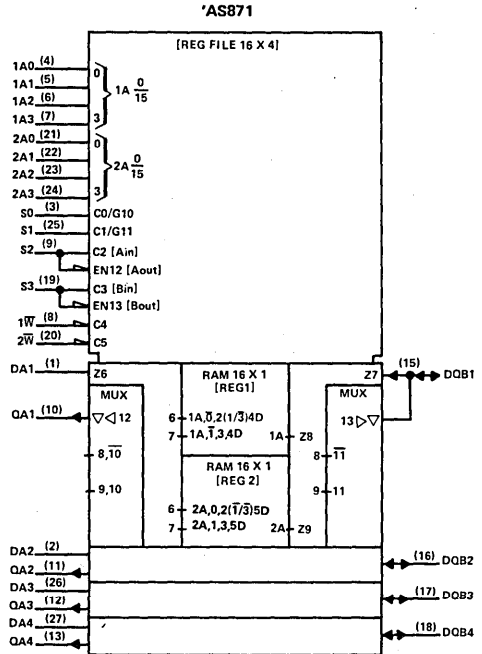 'AS871
[REG FILE 16 X 4]
1A0 (4)
0
1A1 (5)
1A 0/15
1A2 (6)
1A3 (7)
3
2A0 (21)
0
2A1 (22)
2A 0/15
2A2 (23)
2A3 (24)
3
S0 (3) C0/G10
S1 (25) C1/G11
S2 (9) C2 [Ain]
EN12 [Aout]
S3 (19) C3 [Bin]
EN13 [Bout]
1W̅ (8) C4
2W̅ (20) C5
DA1 (1) Z6
RAM 16 X 1
[REG1]
Z7 (15) DQB1
MUX
MUX
QA1 (10) ▽◁ 12
6 1A,0̅,2(1/3̅)4D
7 1A,1̅,3,4D
1A Z8
13 ▷▽
8,1̅0̅
8 1̅1̅
RAM 16 X 1
[REG 2]
9,10
9 11
6 2A,0,2(1̅/3̅)5D
7 2A,1,3,5D
2A Z9
DA2 (2)
QA2 (11)
(16) DQB2
DA3 (26)
QA3 (12)
(17) DQB3
DA4 (27)
QA4 (13)
(18) DQB4